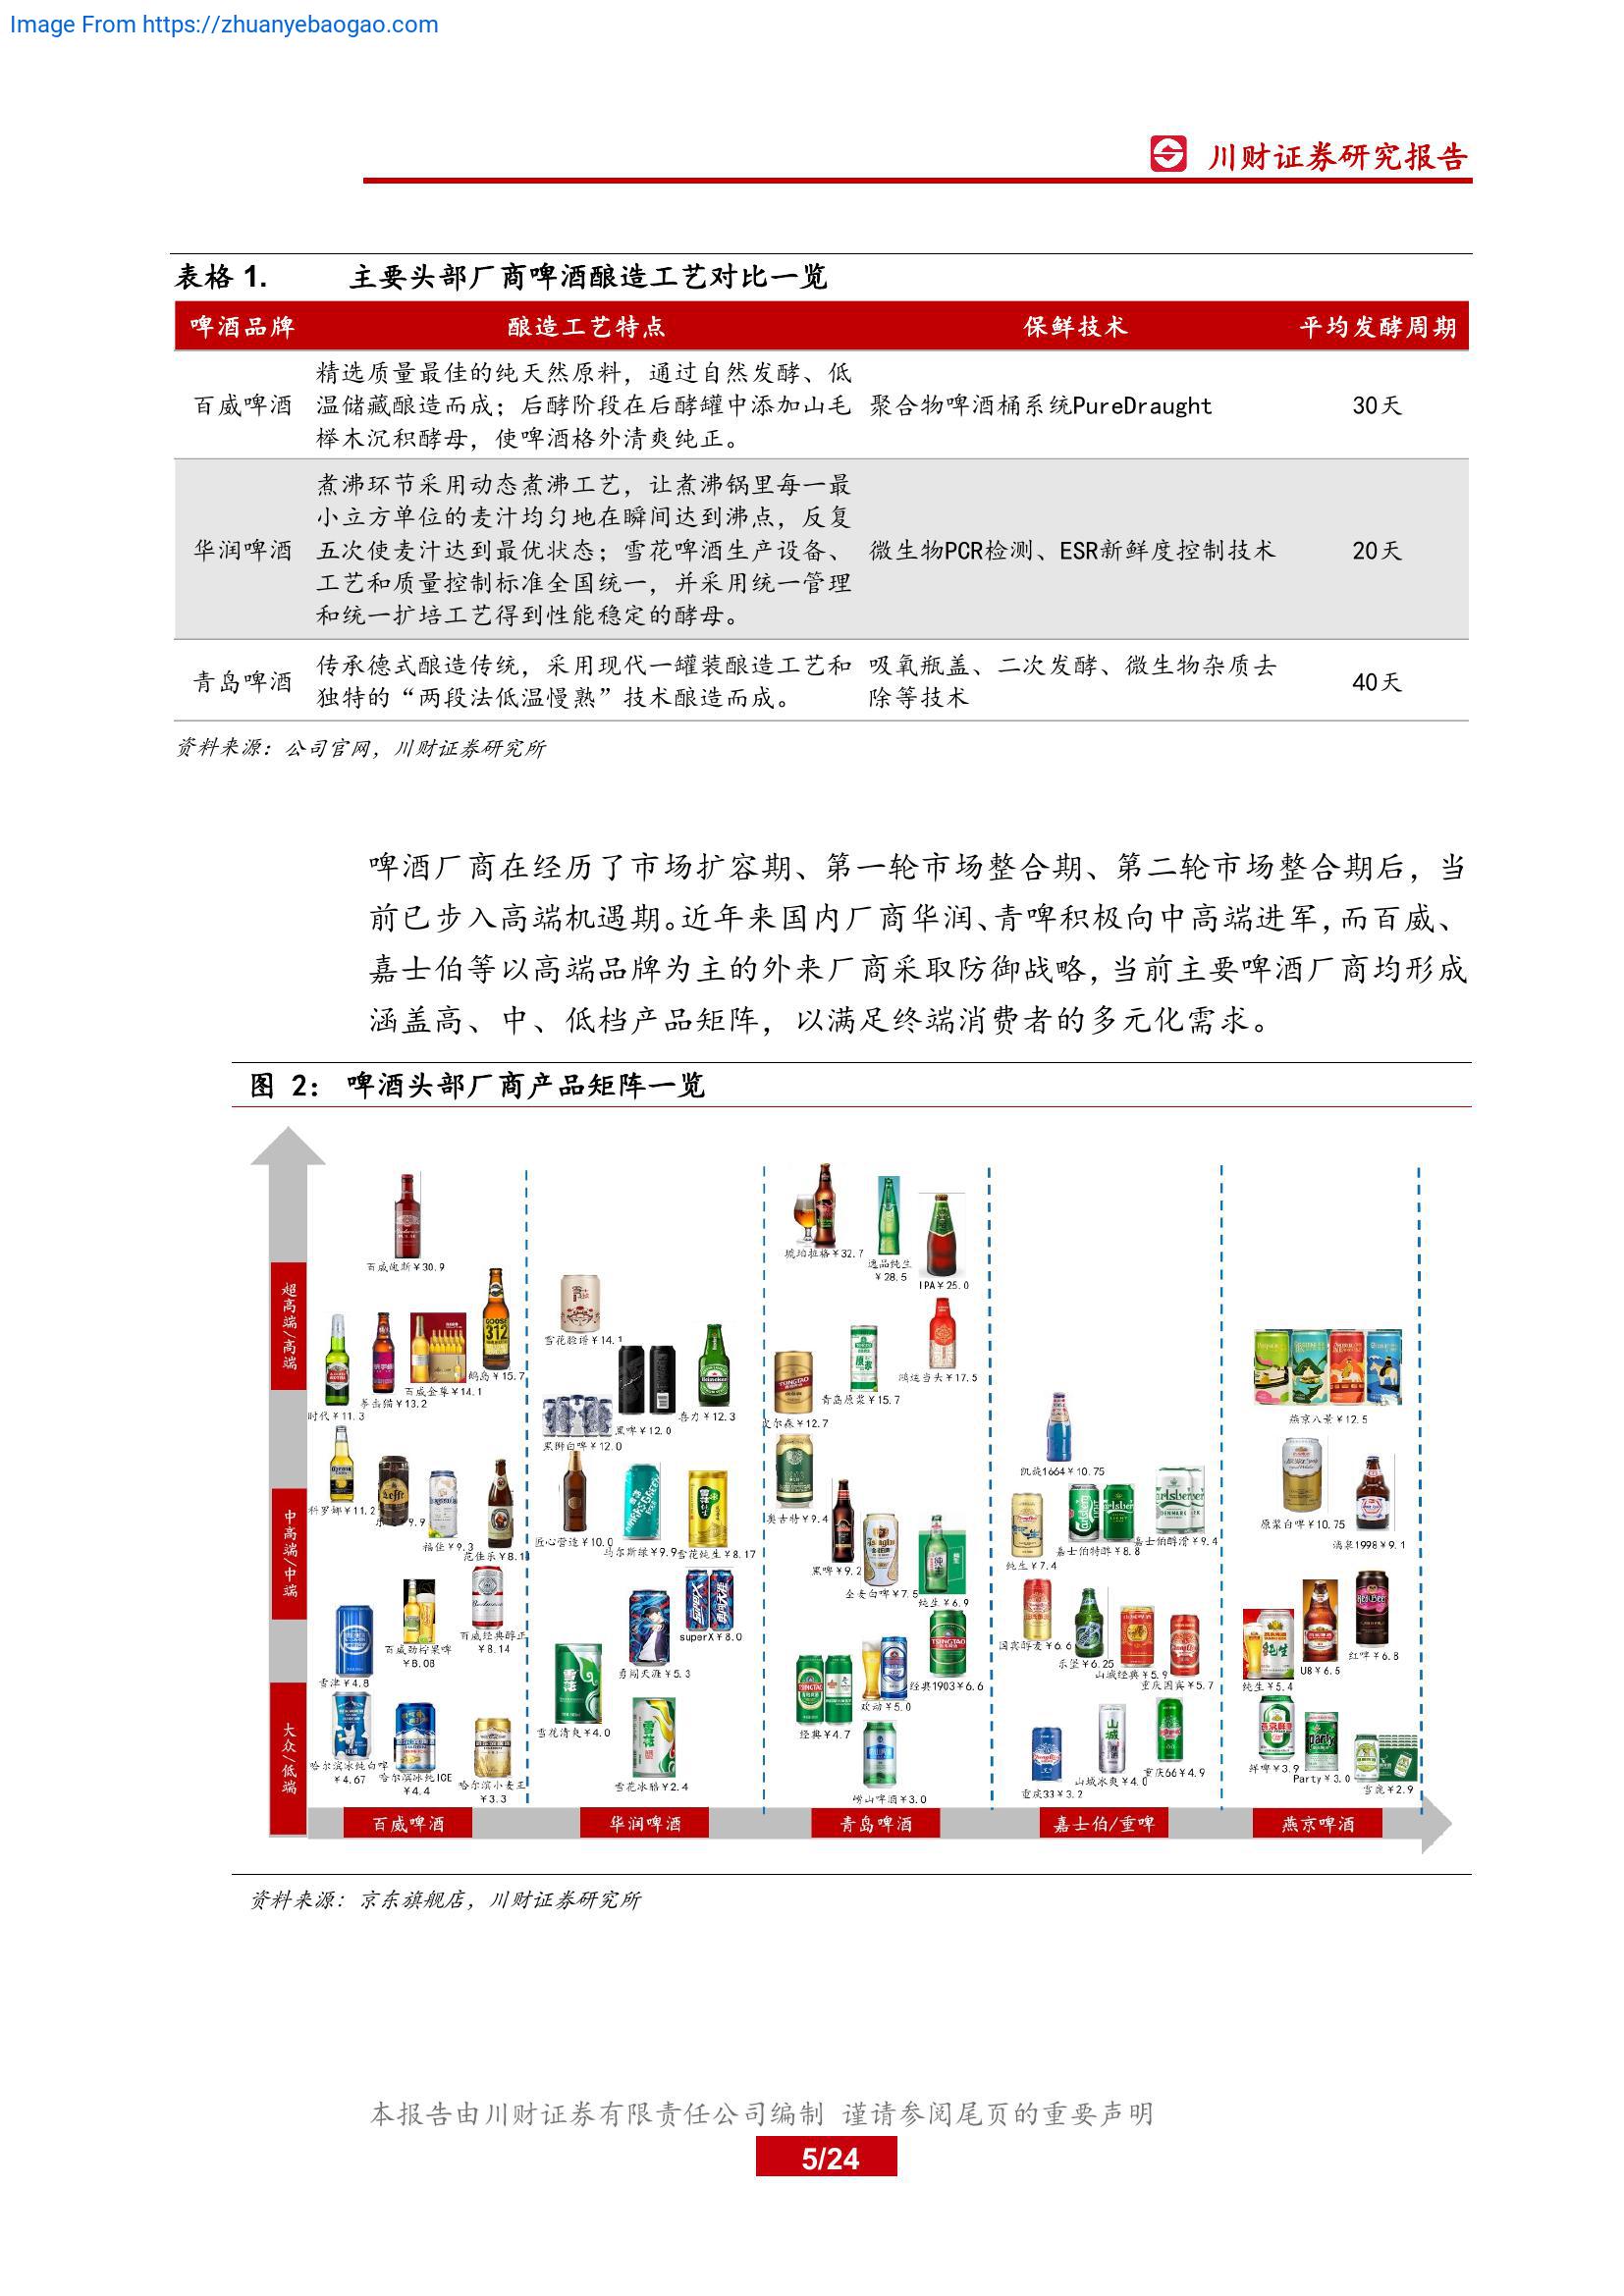 Image From https://zhuanyebaogao.com
川财证券研究报告
表格 1. 主要头部厂商啤酒酿造工艺对比一览
啤酒品牌 酿造工艺特点 保鲜技术 平均发酵周期
精选质量最佳的纯天然原料，通过自然发酵、低
百威啤酒 温储藏酿造而成；后酵阶段在后酵罐中添加山毛 聚合物啤酒桶系统PureDraught 30天
榉木沉积酵母，使啤酒格外清爽纯正。
煮沸环节采用动态煮沸工艺，让煮沸锅里每一最
小立方单位的麦汁均匀地在瞬间达到沸点，反复
华润啤酒 五次使麦汁达到最优状态；雪花啤酒生产设备、 微生物PCR检测、ESR新鲜度控制技术 20天
工艺和质量控制标准全国统一，并采用统一管理
和统一扩培工艺得到性能稳定的酵母。
青岛啤酒 传承德式酿造传统，采用现代一罐装酿造工艺和 吸氧瓶盖、二次发酵、微生物杂质去 40天
独特的“两段法低温慢熟”技术酿造而成。 除等技术
资料来源：公司官网，川财证券研究所
啤酒厂商在经历了市场扩容期、第一轮市场整合期、第二轮市场整合期后，当
前已步入高端机遇期。近年来国内厂商华润、青啤积极向中高端进军，而百威、
嘉士伯等以高端品牌为主的外来厂商采取防御战略，当前主要啤酒厂商均形成
涵盖高、中、低档产品矩阵，以满足终端消费者的多元化需求。
图 2： 啤酒头部厂商产品矩阵一览
超高端/高端
中高端/中端
大众/低端
百威傀斯¥30.9
鹅岛¥15.7
百威金尊¥14.1
拳击猫¥13.2
时代¥11.3
科罗娜¥11.2
9.9
福佳¥9.3
范佳乐¥8.1
百威经典醇正
¥8.14
百威劲柠果啤
¥8.08
雪津¥4.8
哈尔滨冰纯白啤
¥4.67
哈尔滨冰纯ICE
¥4.4
哈尔滨小麦王
¥3.3
雪花脸谱¥14.1
喜力¥12.3
黑啤¥12.0
黑狮白啤¥12.0
匠心营造¥10.0
马尔斯绿¥9.9
雪花纯生¥8.17
superX¥8.0
勇闯天涯¥5.3
雪花清爽¥4.0
雪花冰酷¥2.4
琥珀拉格¥32.7
逸品纯生
¥28.5
IPA¥25.0
鸿运当头¥17.5
青岛原浆¥15.7
皮尔森¥12.7
奥古特¥9.4
黑啤¥9.2
全麦白啤¥7.5
纯生¥6.9
经典1903¥6.6
欢动¥5.0
经典¥4.7
崂山啤酒¥3.0
凯旋1664¥10.75
嘉士伯醇滑¥9.4
嘉士伯特醇¥8.8
纯生¥7.4
国宾醇麦¥6.6
乐堡¥6.25
山城经典¥5.9
重庆国宾¥5.7
重庆66¥4.9
山城冰爽¥4.0
重庆33¥3.2
燕京八景¥12.5
原浆白啤¥10.75
漓泉1998¥9.1
红啤¥6.8
U8¥6.5
纯生¥5.4
鲜啤¥3.9
Party¥3.0
雪鹿¥2.9
百威啤酒 华润啤酒 青岛啤酒 嘉士伯/重啤 燕京啤酒
资料来源：京东旗舰店，川财证券研究所
本报告由川财证券有限责任公司编制 谨请参阅尾页的重要声明
5/24